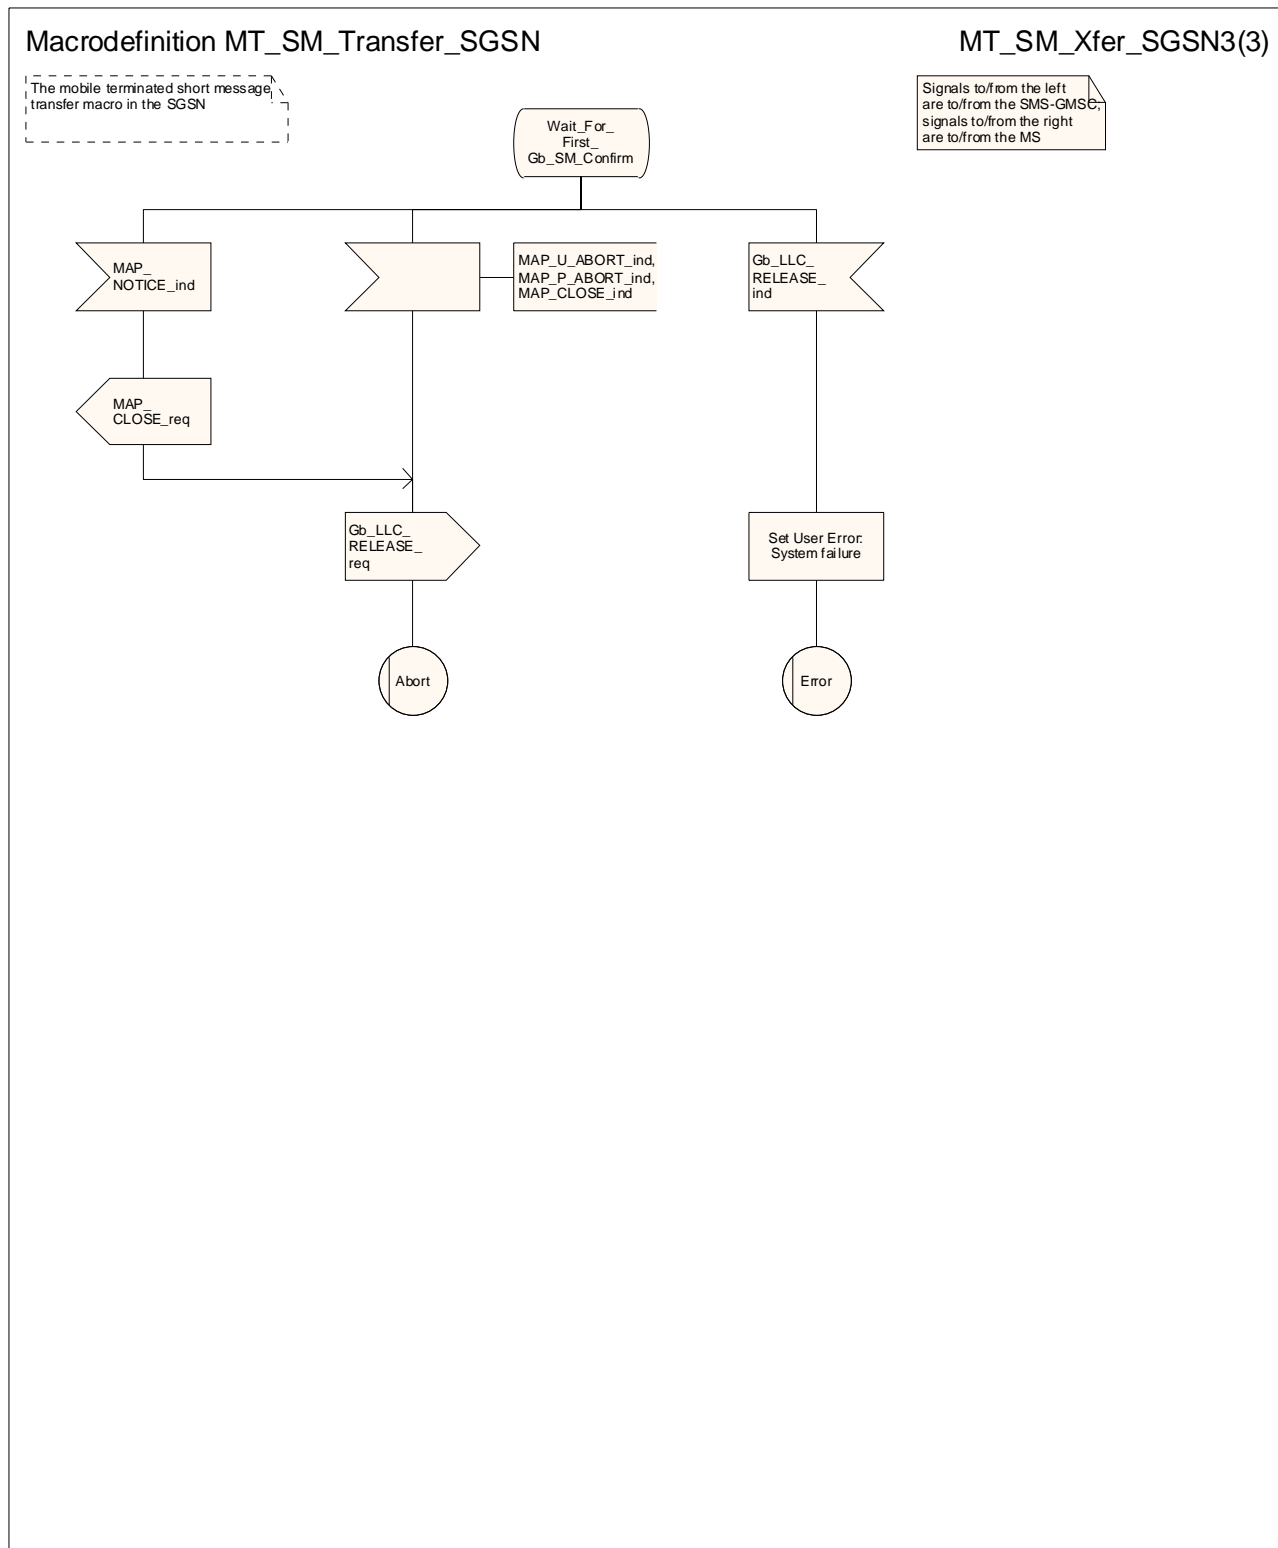 Macrodefinition MT_SM_Transfer_SGSN
MT_SM_Xfer_SGSN3(3)
The mobile terminated short message
transfer macro in the SGSN
Signals to/from the left
are to/from the SMS-GMSC;
signals to/from the right
are to/from the MS
Wait_For_
First_
Gb_SM_Confirm
MAP_
NOTICE_ind
MAP_U_ABORT_ind,
MAP_P_ABORT_ind,
MAP_CLOSE_ind
Gb_LLC_
RELEASE_
ind
MAP_
CLOSE_req
Gb_LLC_
RELEASE_
req
Set User Error:
System failure
Abort
Error